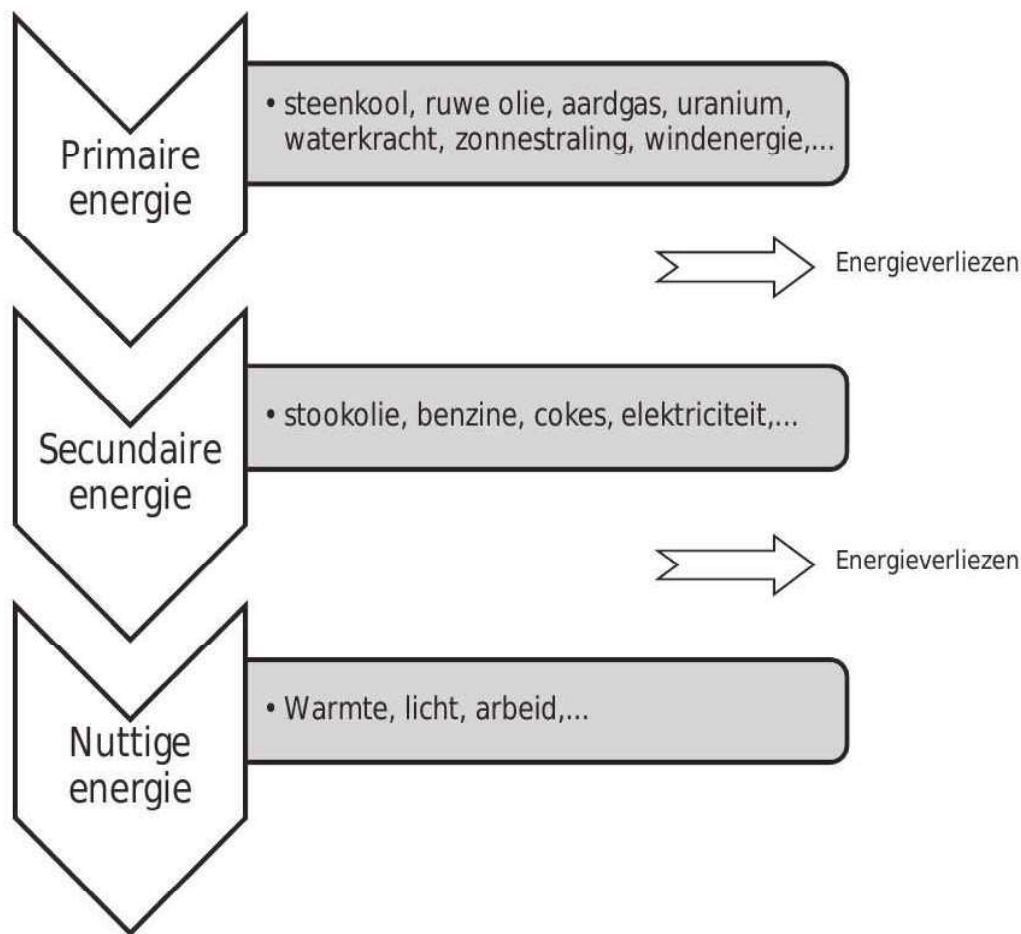 Primaire
energie
• steenkool, ruwe olie, aardgas, uranium,
waterkracht, zonnestraling, windenergie,...
Energieverliezen
Secundaire
energie
• stookolie, benzine, cokes, elektriciteit,...
Energieverliezen
Nuttige
energie
• Warmte, licht, arbeid,...